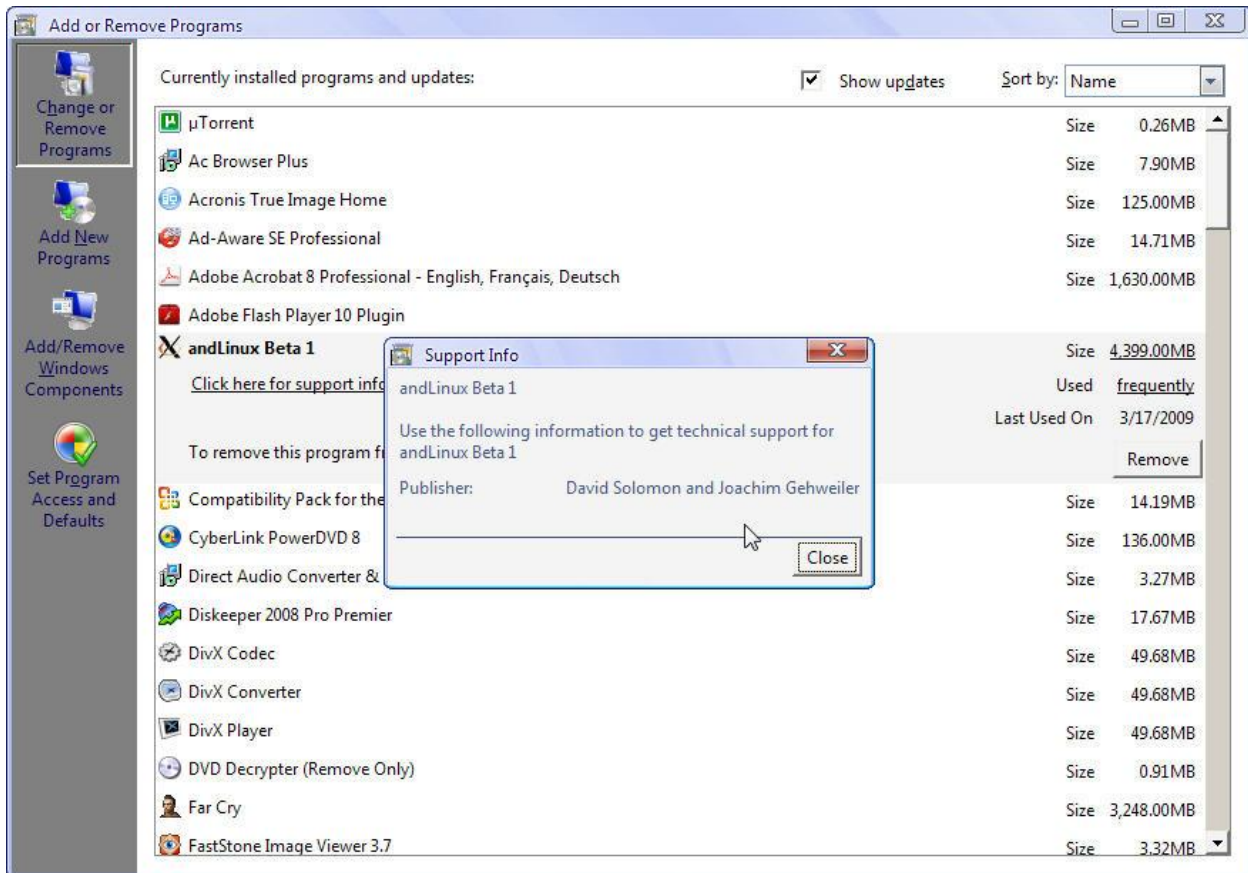 Add or Remove Programs
Change or
Remove
Programs
Add New
Programs
Add/Remove
Windows
Components
Set Program
Access and
Defaults
Currently installed programs and updates:
Show updates
Sort by: Name
µTorrent Size 0.26MB
Ac Browser Plus Size 7.90MB
Acronis True Image Home Size 125.00MB
Ad-Aware SE Professional Size 14.71MB
Adobe Acrobat 8 Professional - English, Français, Deutsch Size 1,630.00MB
Adobe Flash Player 10 Plugin
andLinux Beta 1 Size 4,399.00MB
Click here for support Used frequently
Last Used On 3/17/2009
To remove this program Remove
Support Info
andLinux Beta 1
Use the following information to get technical support for
andLinux Beta 1
Publisher: David Solomon and Joachim Gehweiler
Close
Compatibility Pack for the Size 14.19MB
CyberLink PowerDVD 8 Size 136.00MB
Direct Audio Converter & Size 3.27MB
Diskeeper 2008 Pro Premier Size 17.67MB
DivX Codec Size 49.68MB
DivX Converter Size 49.68MB
DivX Player Size 49.68MB
DVD Decrypter (Remove Only) Size 0.91MB
Far Cry Size 3,248.00MB
FastStone Image Viewer 3.7 Size 3.32MB